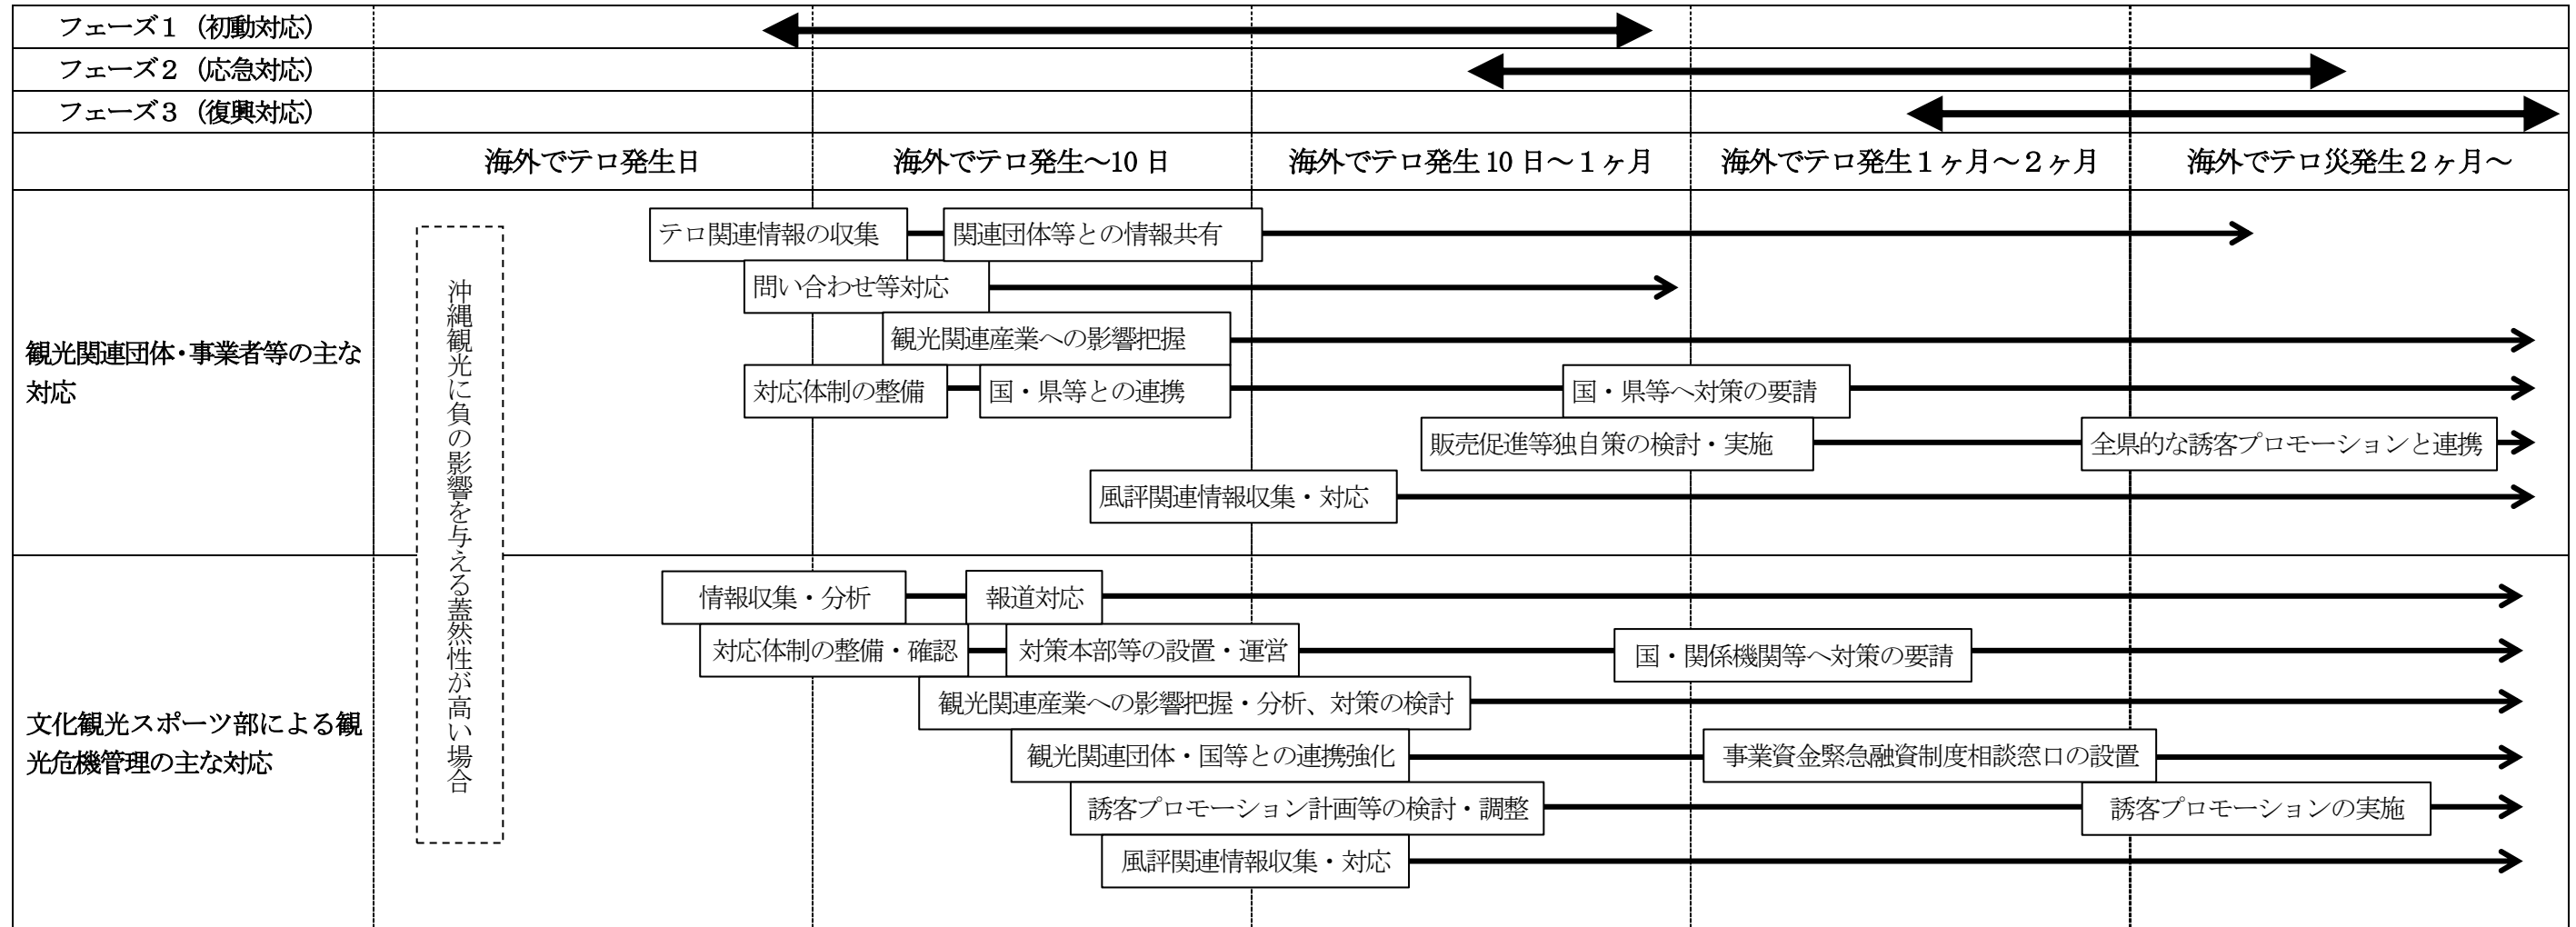 フェーズ１（初動対応）
フェーズ２（応急対応）
フェーズ３（復興対応）
海外でテロ発生日
海外でテロ発生～10日
海外でテロ発生10日～１ヶ月
海外でテロ発生１ヶ月～２ヶ月
海外でテロ災発生２ヶ月～
観光関連団体・事業者等の主な
対応
沖縄観光に負の影響を与える蓋然性が高い場合
テロ関連情報の収集
関連団体等との情報共有
問い合わせ等対応
観光関連産業への影響把握
対応体制の整備
国・県等との連携
国・県等へ対策の要請
販売促進等独自策の検討・実施
全県的な誘客プロモーションと連携
風評関連情報収集・対応
文化観光スポーツ部による観
光危機管理の主な対応
情報収集・分析
報道対応
対応体制の整備・確認
対策本部等の設置・運営
国・関係機関等へ対策の要請
観光関連産業への影響把握・分析、対策の検討
観光関連団体・国等との連携強化
事業資金緊急融資制度相談窓口の設置
誘客プロモーション計画等の検討・調整
誘客プロモーションの実施
風評関連情報収集・対応